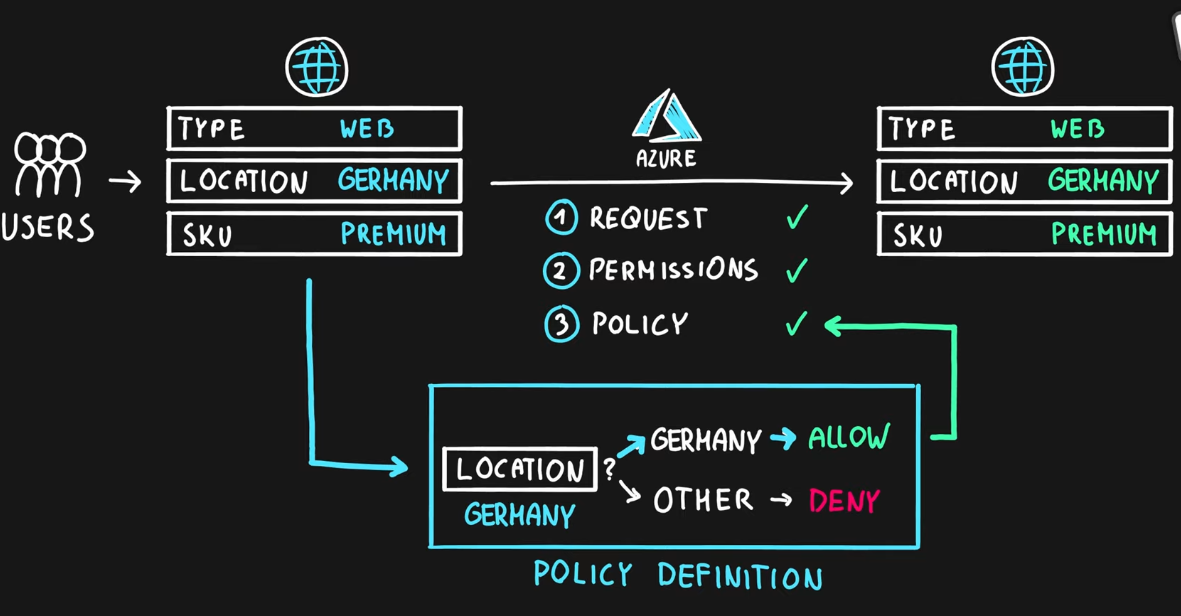 USERS
TYPE WEB
LOCATION GERMANY
SKU PREMIUM
AZURE
1 REQUEST ✓
2 PERMISSIONS ✓
3 POLICY ✓
TYPE WEB
LOCATION GERMANY
SKU PREMIUM
LOCATION ?
GERMANY
GERMANY → ALLOW
OTHER → DENY
POLICY DEFINITION